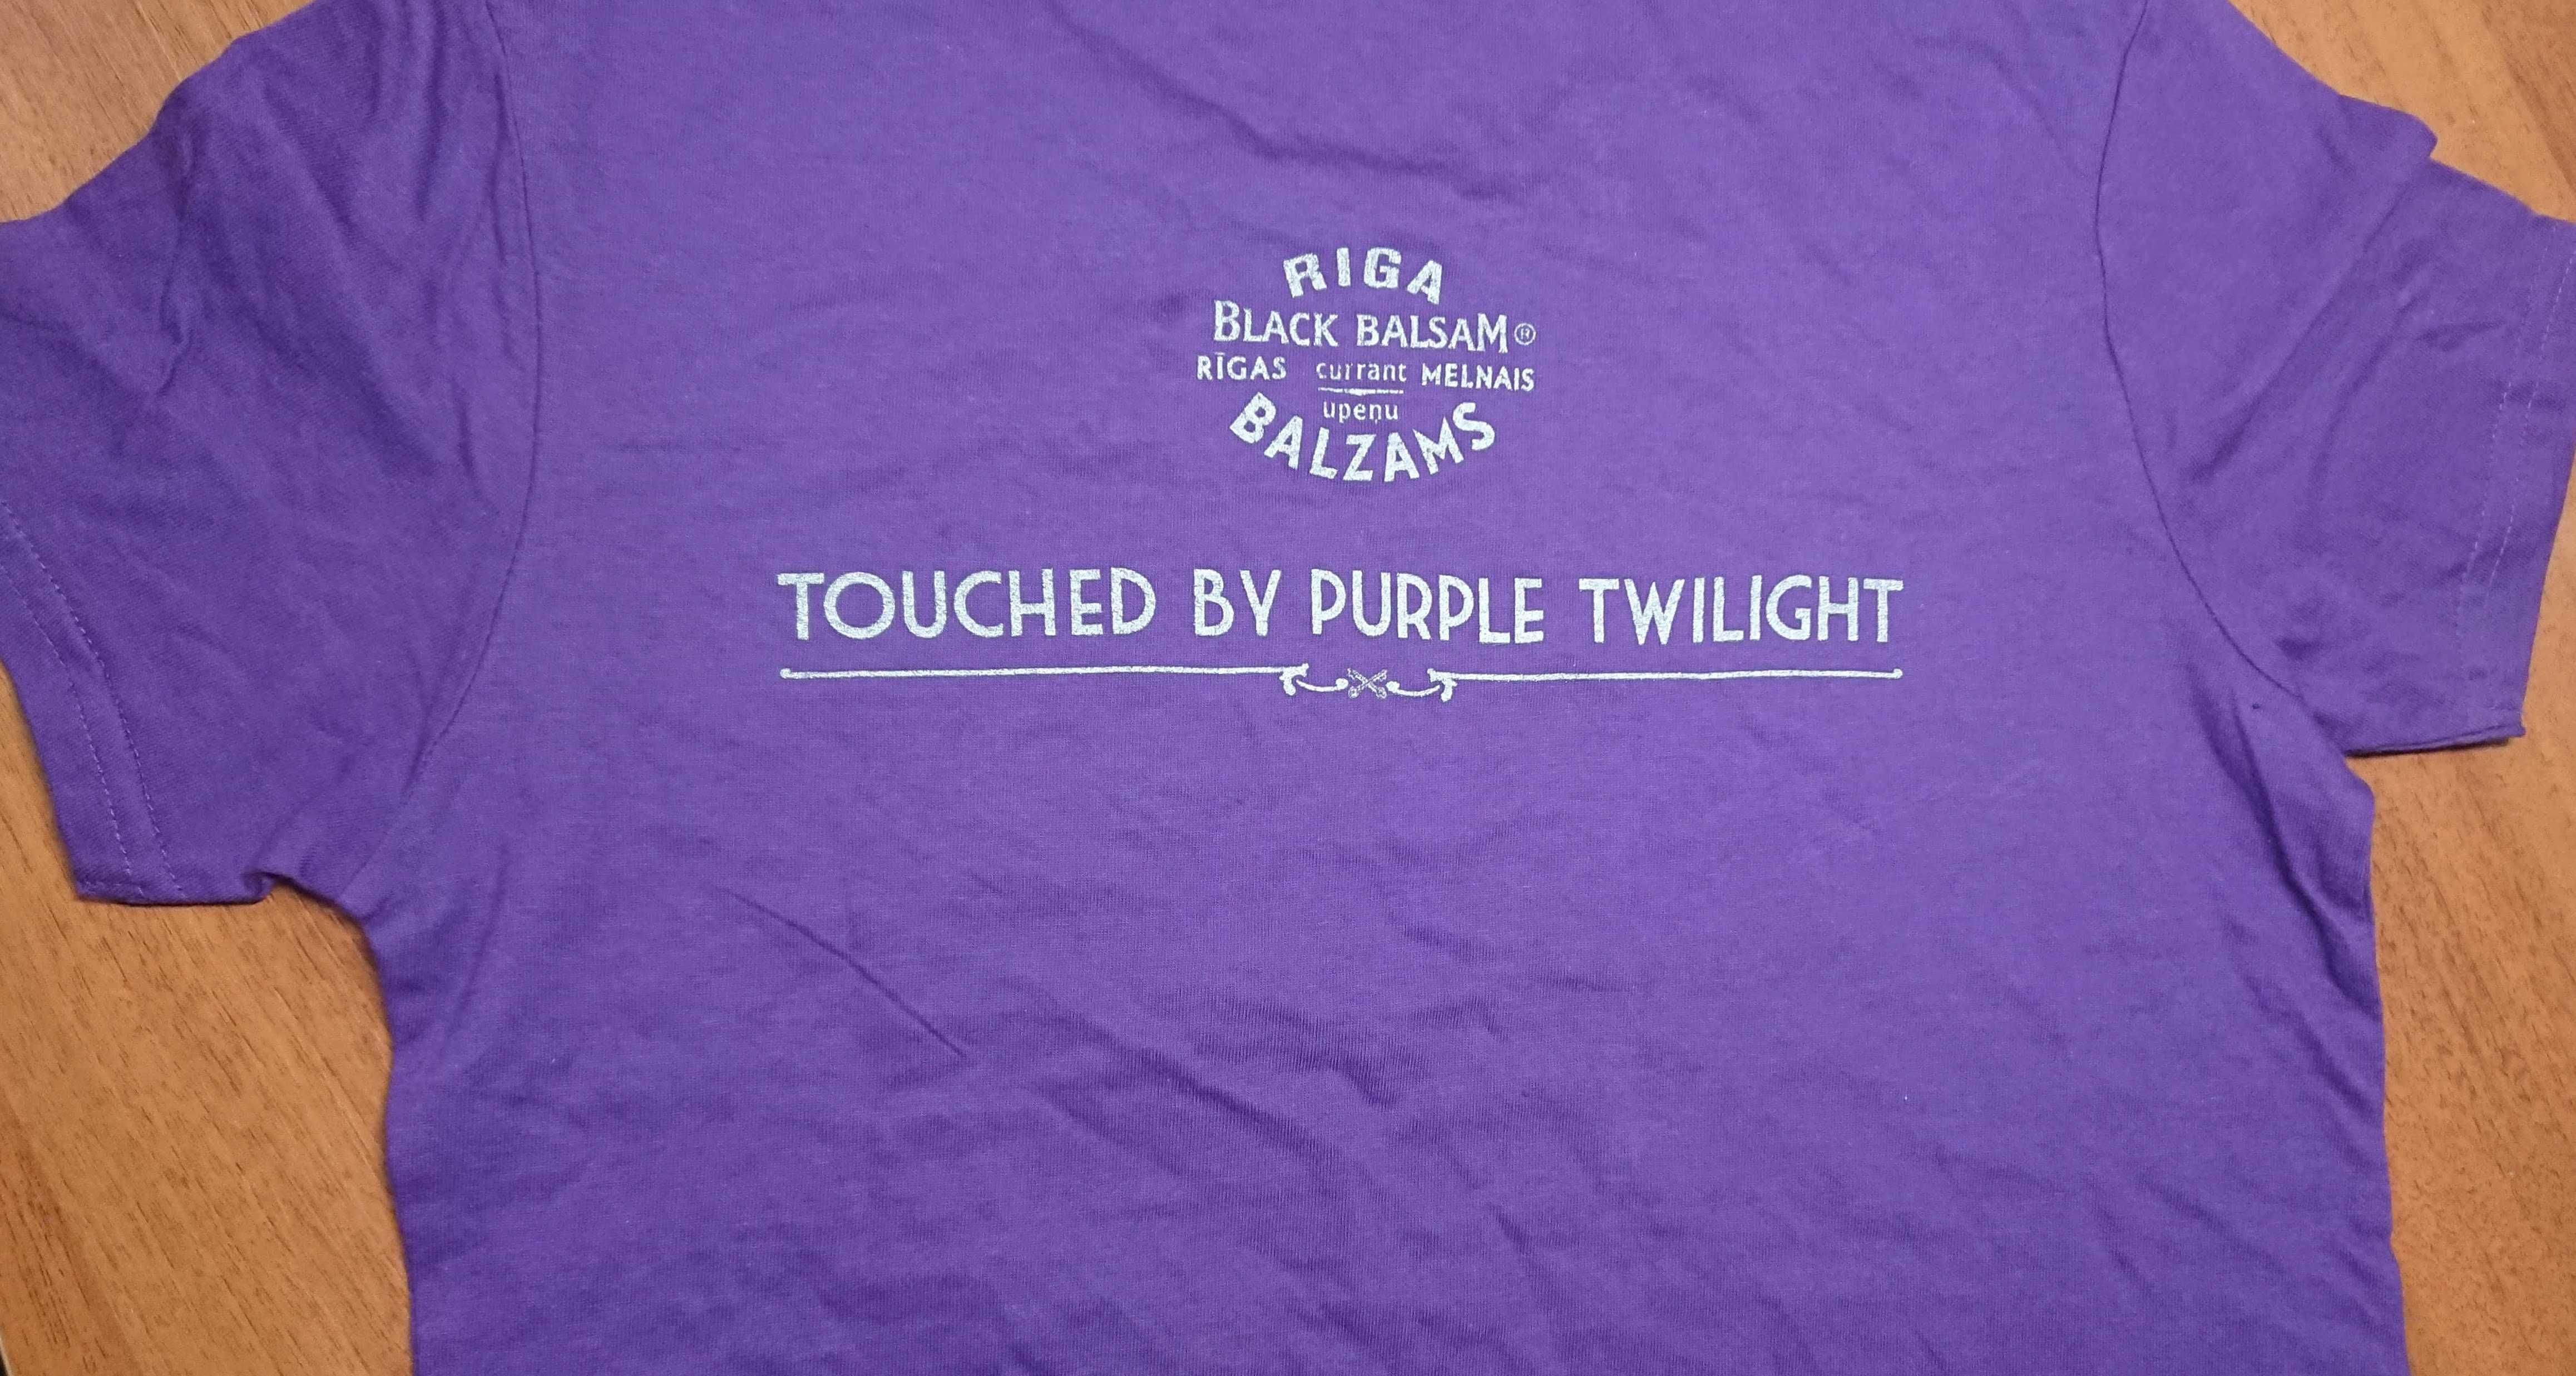 RIGA
BLACK BALSAM®
RĪGAS currant MELNAIS
upeņu
BALZAMS
TOUCHED BY PURPLE TWILIGHT